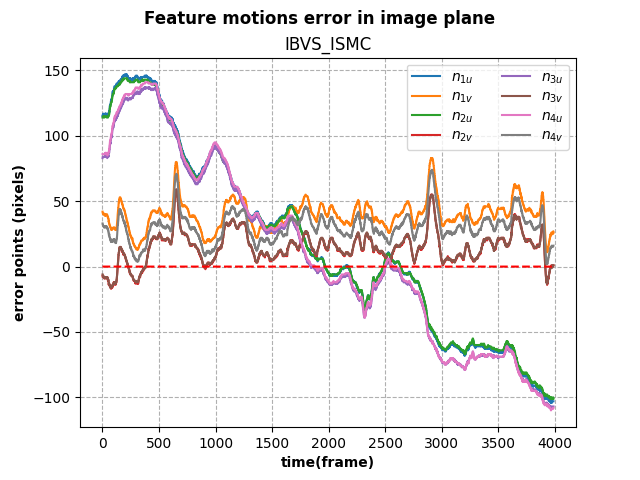 Feature motions error in image plane
IBVS_ISMC
n1u n3u
n1v n3v
n2u n4u
n2v n4v
150
100
50
0
−50
−100
error points (pixels)
0 500 1000 1500 2000 2500 3000 3500 4000
time(frame)